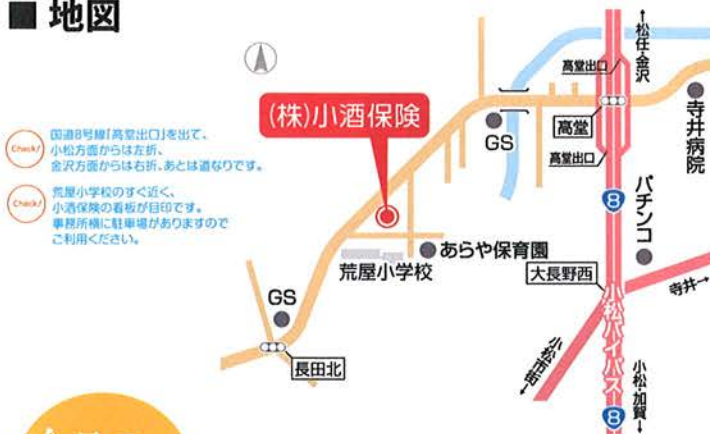 ■ 地図
↑松任・金沢
高堂出口
(株)小酒保険
GS
高堂
寺井病院
高堂出口
Check!
国道8号線「高堂出口」を出て、
小松方面からは左折、
金沢方面からは右折、あとは道なりです。
Check!
荒屋小学校のすぐ近く、
小酒保険の看板が目印です。
事務所横に駐車場がありますので
ご利用ください。
8
パチンコ
あらや保育園
荒屋小学校
大長野西
寺井→
GS
小松バイパス
長田北
小松市街↓
小松・加賀↓
8